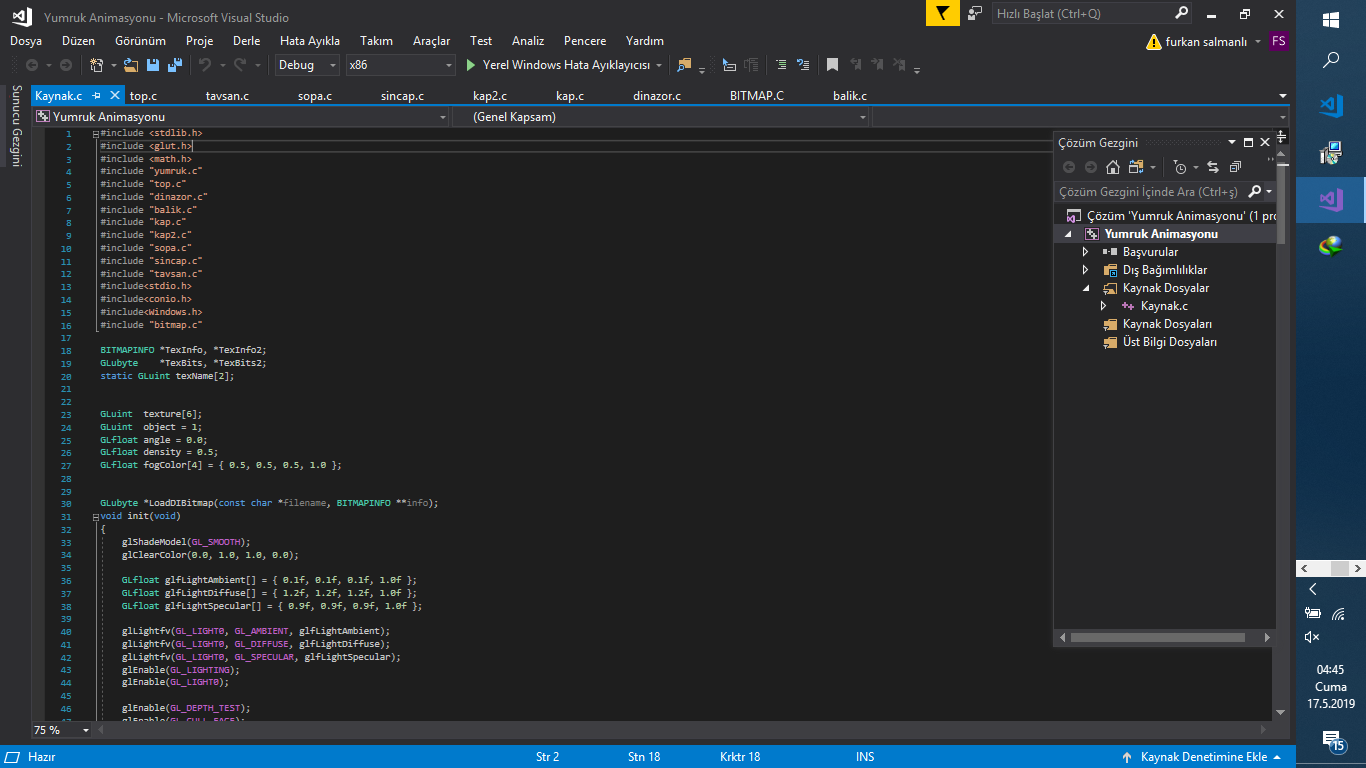 Yumruk Animasyonu - Microsoft Visual Studio
Hızlı Başlat (Ctrl+Q)
Dosya Düzen Görünüm Proje Derle Hata Ayıkla Takım Araçlar Test Analiz Pencere Yardım
furkan salmanlı FS
Debug x86 Yerel Windows Hata Ayıklayıcısı
Sunucu Gezgini
Kaynak.c top.c tavsan.c sopa.c sincap.c kap2.c kap.c dinazor.c BITMAP.C balik.c
Yumruk Animasyonu (Genel Kapsam)
1 #include <stdlib.h>
2 #include <glut.h>
3 #include <math.h>
4 #include "yumruk.c"
5 #include "top.c"
6 #include "dinazor.c"
7 #include "balik.c"
8 #include "kap.c"
9 #include "kap2.c"
10 #include "sopa.c"
11 #include "sincap.c"
12 #include "tavsan.c"
13 #include<stdio.h>
14 #include<conio.h>
15 #include<Windows.h>
16 #include "bitmap.c"
17
18 BITMAPINFO *TexInfo, *TexInfo2;
19 GLubyte *TexBits, *TexBits2;
20 static GLuint texName[2];
21
22
23 GLuint texture[6];
24 GLuint object = 1;
25 GLfloat angle = 0.0;
26 GLfloat density = 0.5;
27 GLfloat fogColor[4] = { 0.5, 0.5, 0.5, 1.0 };
28
29
30 GLubyte *LoadDIBitmap(const char *filename, BITMAPINFO **info);
31 void init(void)
32 {
33 glShadeModel(GL_SMOOTH);
34 glClearColor(0.0, 1.0, 1.0, 0.0);
35
36 GLfloat glfLightAmbient[] = { 0.1f, 0.1f, 0.1f, 1.0f };
37 GLfloat glfLightDiffuse[] = { 1.2f, 1.2f, 1.2f, 1.0f };
38 GLfloat glfLightSpecular[] = { 0.9f, 0.9f, 0.9f, 1.0f };
39
40 glLightfv(GL_LIGHT0, GL_AMBIENT, glfLightAmbient);
41 glLightfv(GL_LIGHT0, GL_DIFFUSE, glfLightDiffuse);
42 glLightfv(GL_LIGHT0, GL_SPECULAR, glfLightSpecular);
43 glEnable(GL_LIGHTING);
44 glEnable(GL_LIGHT0);
45
46 glEnable(GL_DEPTH_TEST);
47 glEnable(GL_CULL_FACE);
Çözüm Gezgini
Çözüm Gezgini İçinde Ara (Ctrl+ş)
Çözüm 'Yumruk Animasyonu' (1 pro
Yumruk Animasyonu
Başvurular
Dış Bağımlılıklar
Kaynak Dosyalar
Kaynak.c
Kaynak Dosyaları
Üst Bilgi Dosyaları
75 %
Hazır Str 2 Stn 18 Krktr 18 INS Kaynak Denetimine Ekle
04:45
Cuma
17.5.2019
15